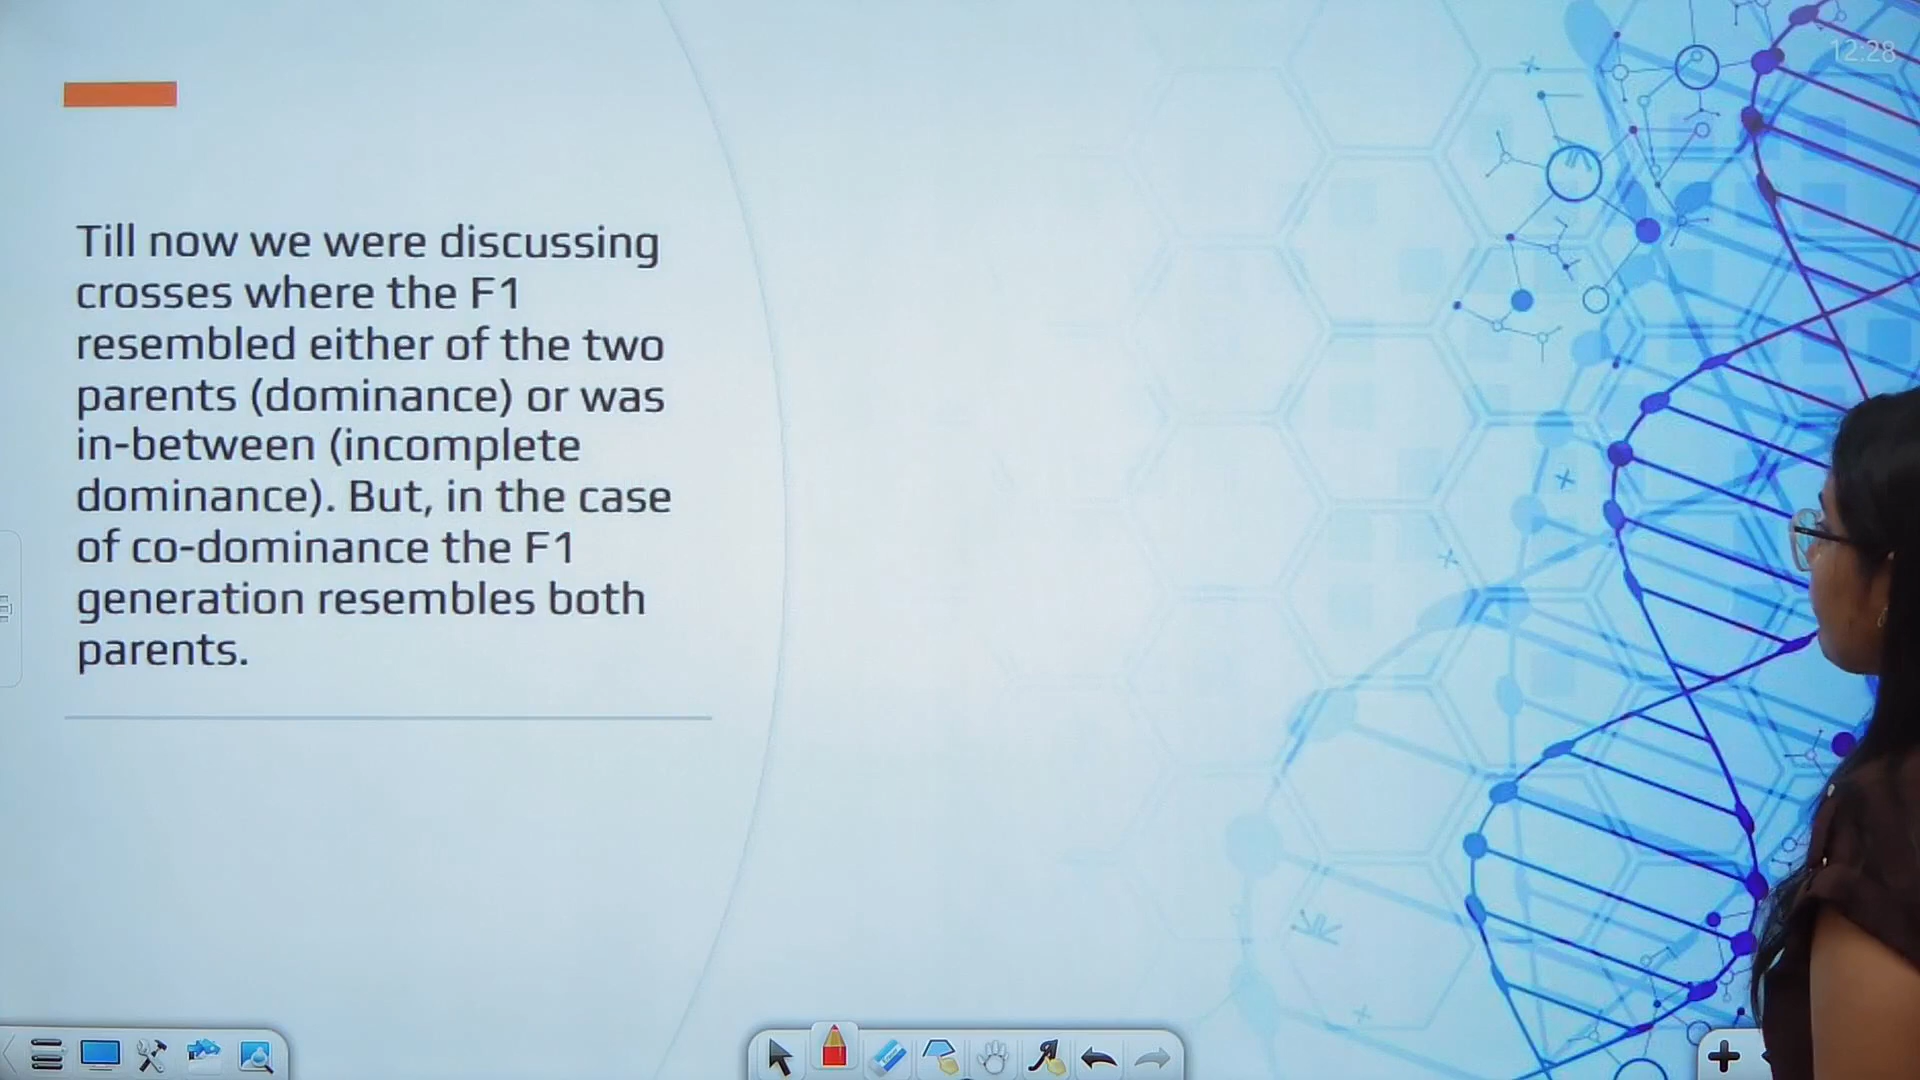 12:28
Till now we were discussing
crosses where the F1
resembled either of the two
parents (dominance) or was
in-between (incomplete
dominance). But, in the case
of co-dominance the F1
generation resembles both
parents.